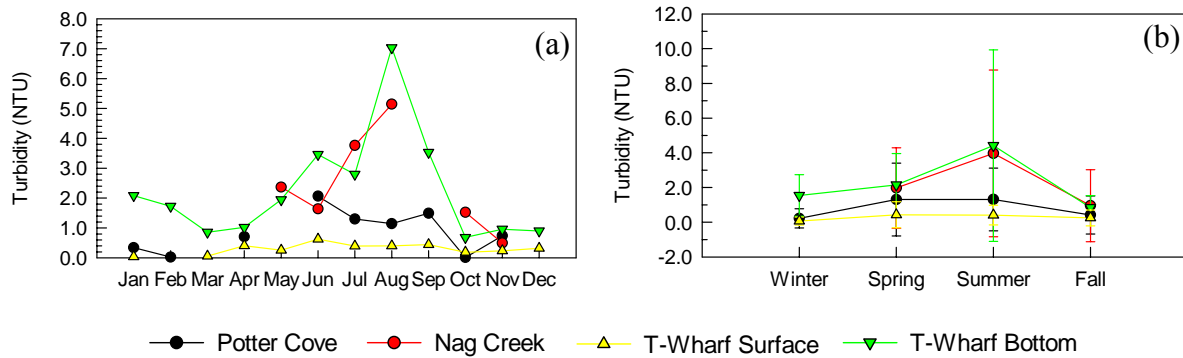 (a)
Turbidity (NTU)
8.0
7.0
6.0
5.0
4.0
3.0
2.0
1.0
0.0
Jan Feb Mar Apr May Jun Jul Aug Sep Oct Nov Dec
(b)
Turbidity (NTU)
12.0
10.0
8.0
6.0
4.0
2.0
0.0
-2.0
Winter Spring Summer Fall
Potter Cove Nag Creek T-Wharf Surface T-Wharf Bottom